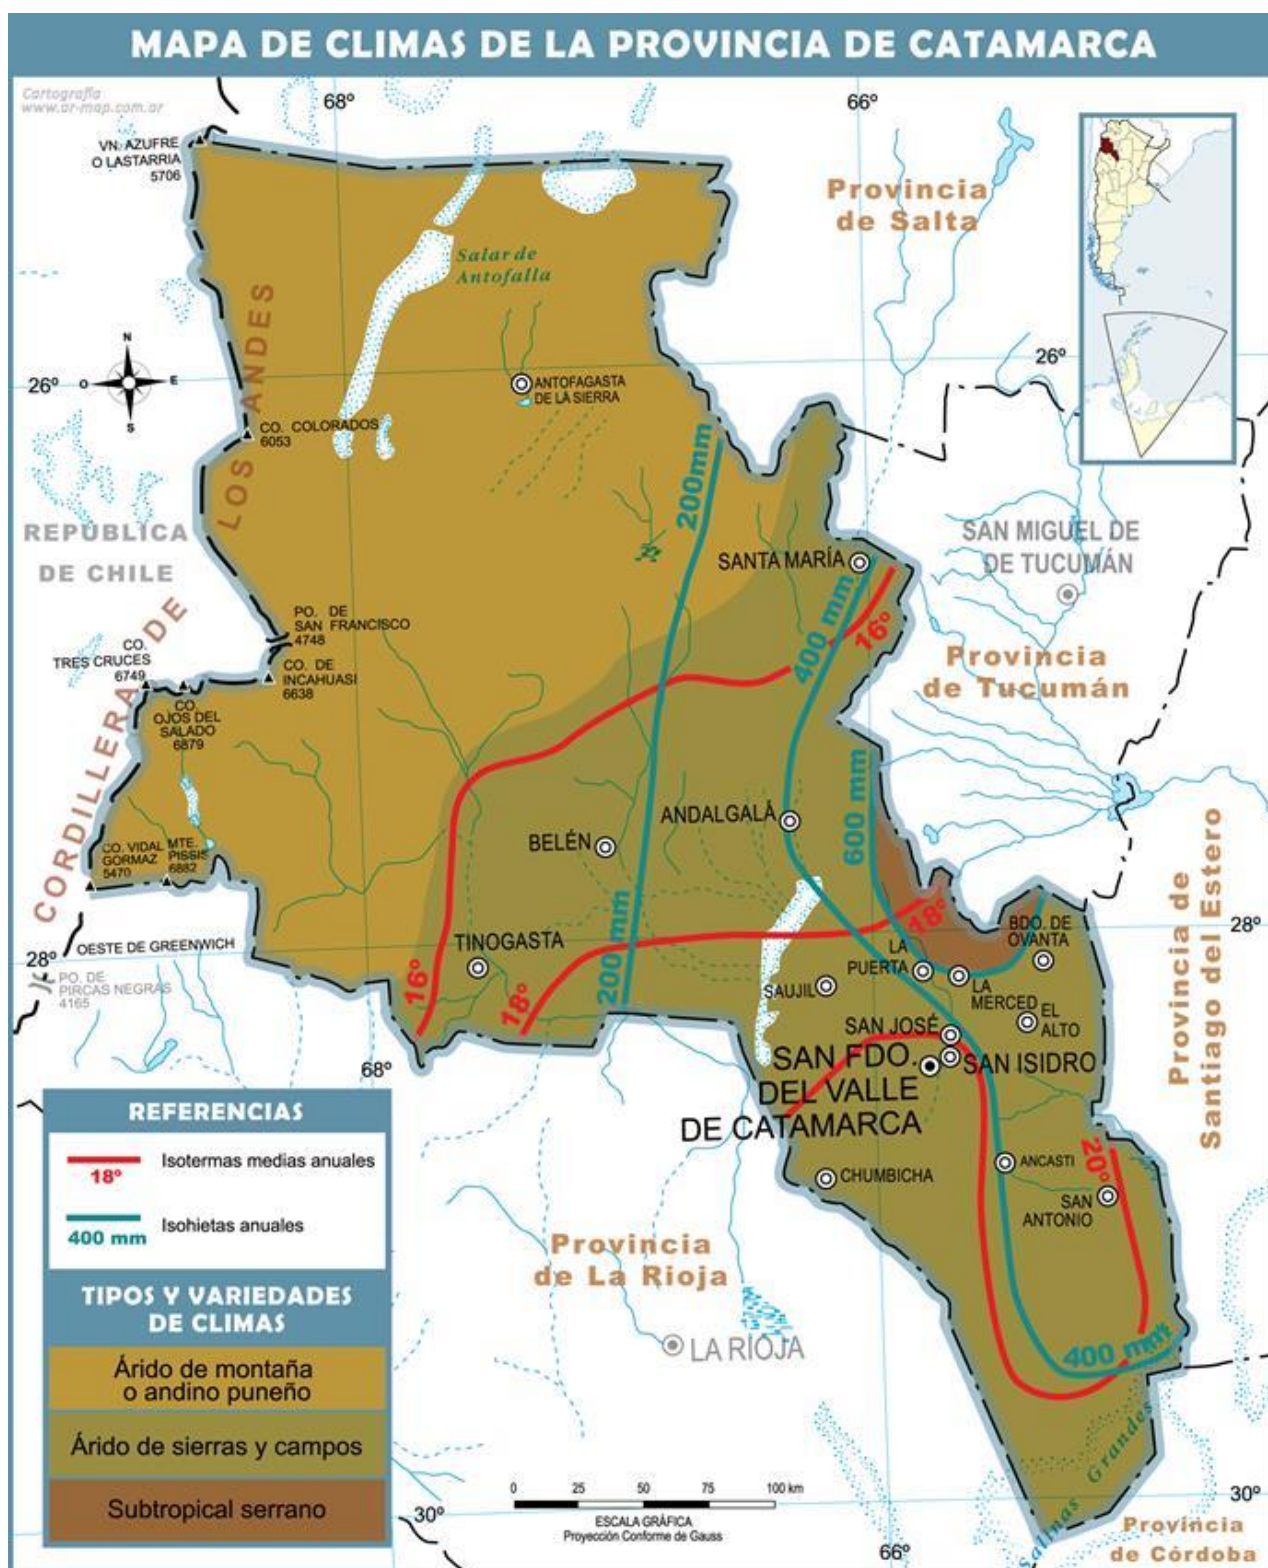 MAPA DE CLIMAS DE LA PROVINCIA DE CATAMARCA
Cartografía
www.ar-map.com.ar
68º
66º
VN. AZUFRE
O LASTARRIA
5706
Provincia
de Salta
Salar de
Antofalla
N
O
E
S
26º
26º
ANTOFAGASTA
DE LA SIERRA
CO. COLORADOS
6053
CORDILLERA DE LOS ANDES
REPUBLICA
DE CHILE
200mm
SAN MIGUEL DE
DE TUCUMÁN
SANTA MARÍA
400 mm
16º
PO. DE
SAN FRANCISCO
4748
CO.
TRES CRUCES
6749
CO. DE
INCAHUASI
6638
Provincia
de Tucumán
CO.
OJOS DEL
SALADO
6879
600 mm
ANDALGALÁ
BELÉN
CO. VIDAL
GORMAZ
5470
MTE.
PISSIS
6882
Provincia de
Santiago del Estero
18º
BDO. DE
OVANTA
28º
28º
OESTE DE GREENWICH
TINOGASTA
PO. DE
PIRCAS NEGRAS
4165
16º
18º
200 mm
LA
PUERTA
SAUJIL
LA
MERCED
EL
ALTO
SAN JOSÉ
SAN FDO.
DEL VALLE
DE CATAMARCA
SAN ISIDRO
68º
ANCASTI
20º
CHUMBICHA
SAN
ANTONIO
Provincia
de La Rioja
LA RIOJA
400 mm
Salinas Grandes
REFERENCIAS
18º
Isotermas medias anuales
400 mm
Isohietas anuales
TIPOS Y VARIEDADES
DE CLIMAS
Árido de montaña
o andino puneño
Árido de sierras y campos
Subtropical serrano
0 25 50 75 100 km
ESCALA GRÁFICA
Proyección Conforme de Gauss
30º
30º
66º
Provincia
de Córdoba